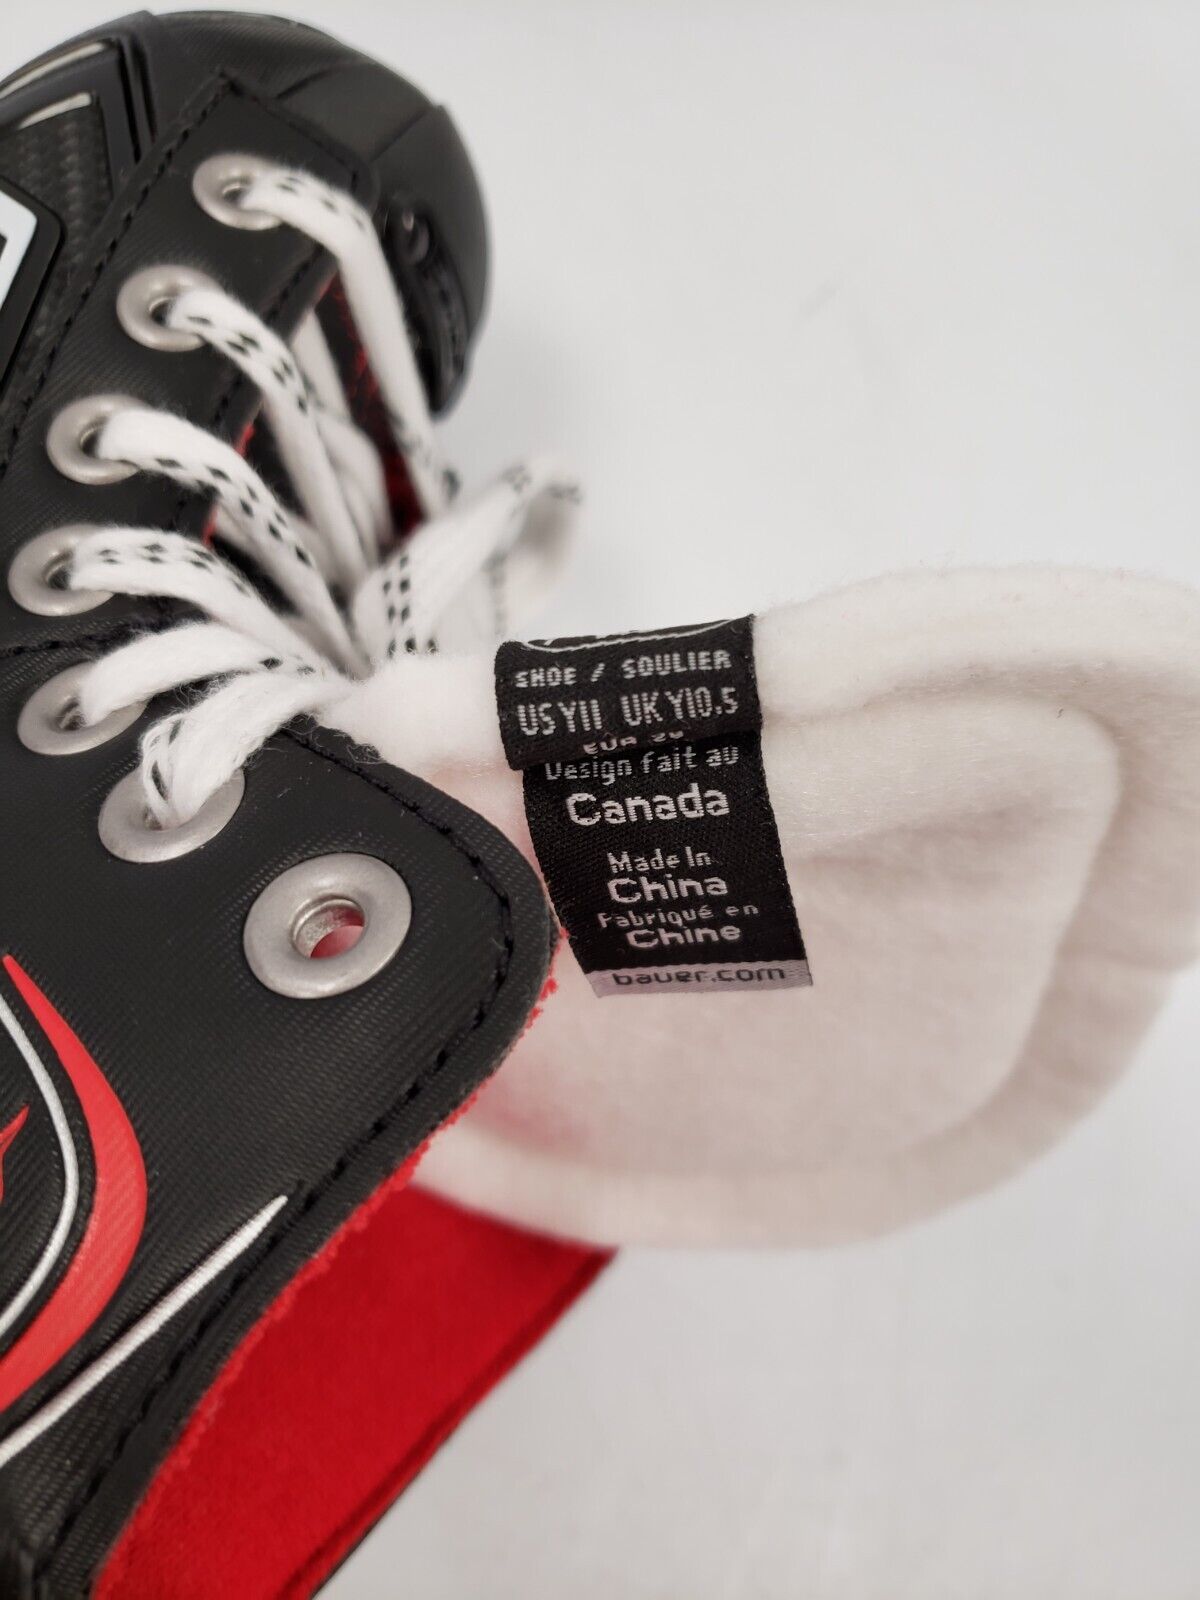 SHOE / SOULIER
US Y11 UK Y10.5
EUR
Design fait au
Canada
Made In
China
Fabriqué en
Chine
bauer.com